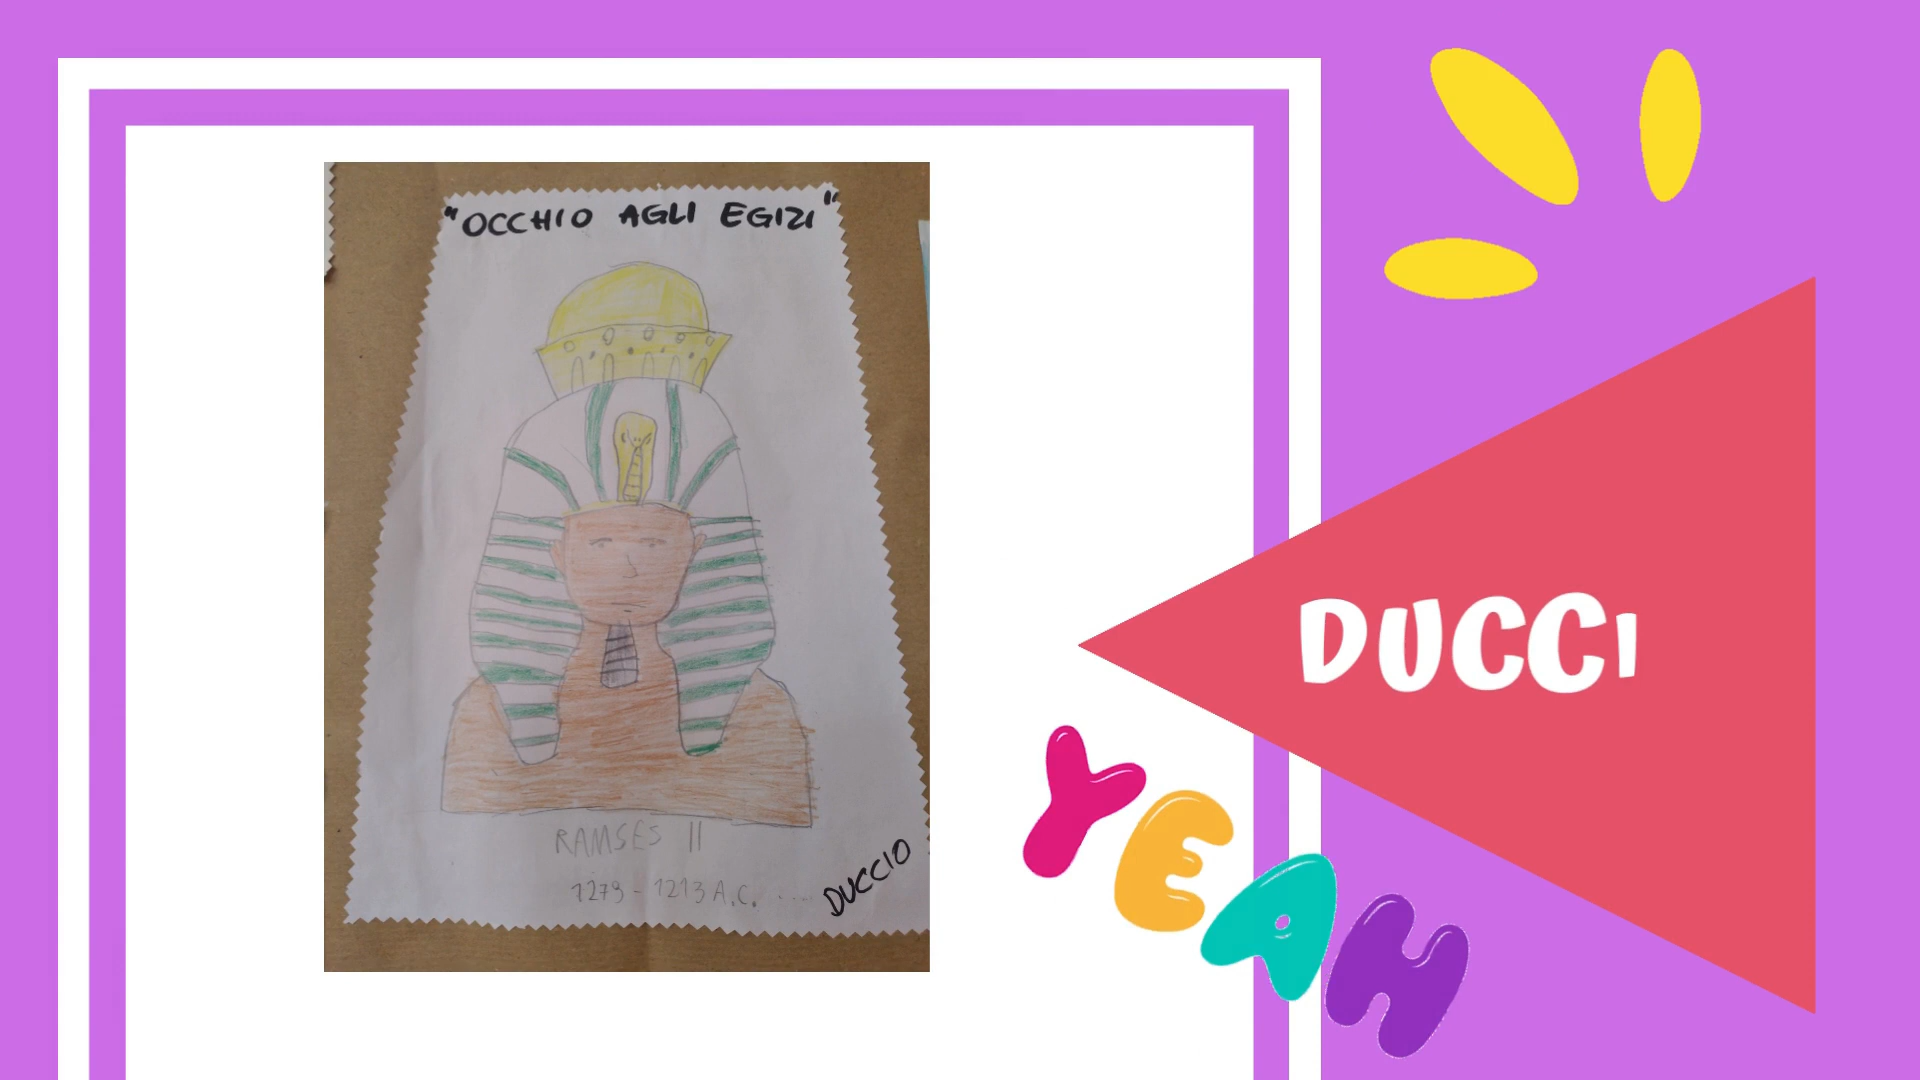 "OCCHIO AGLI EGIZI"
RAMSES II
1279 - 1213 A.C. ....
DUCCIO
DUCCI
YEAH